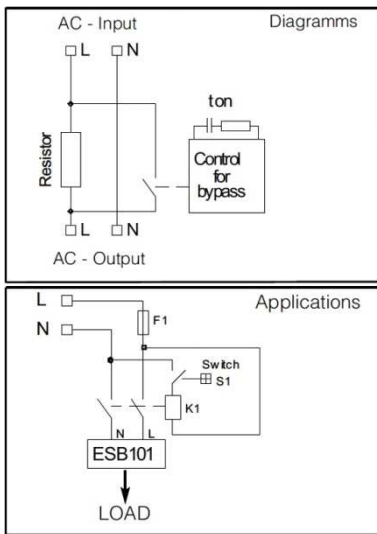 Diagramms
AC - Input
L
N
ton
Resistor
Control
for
bypass
L
N
AC - Output
Applications
L
N
F1
Switch
S1
K1
N
L
ESB101
LOAD